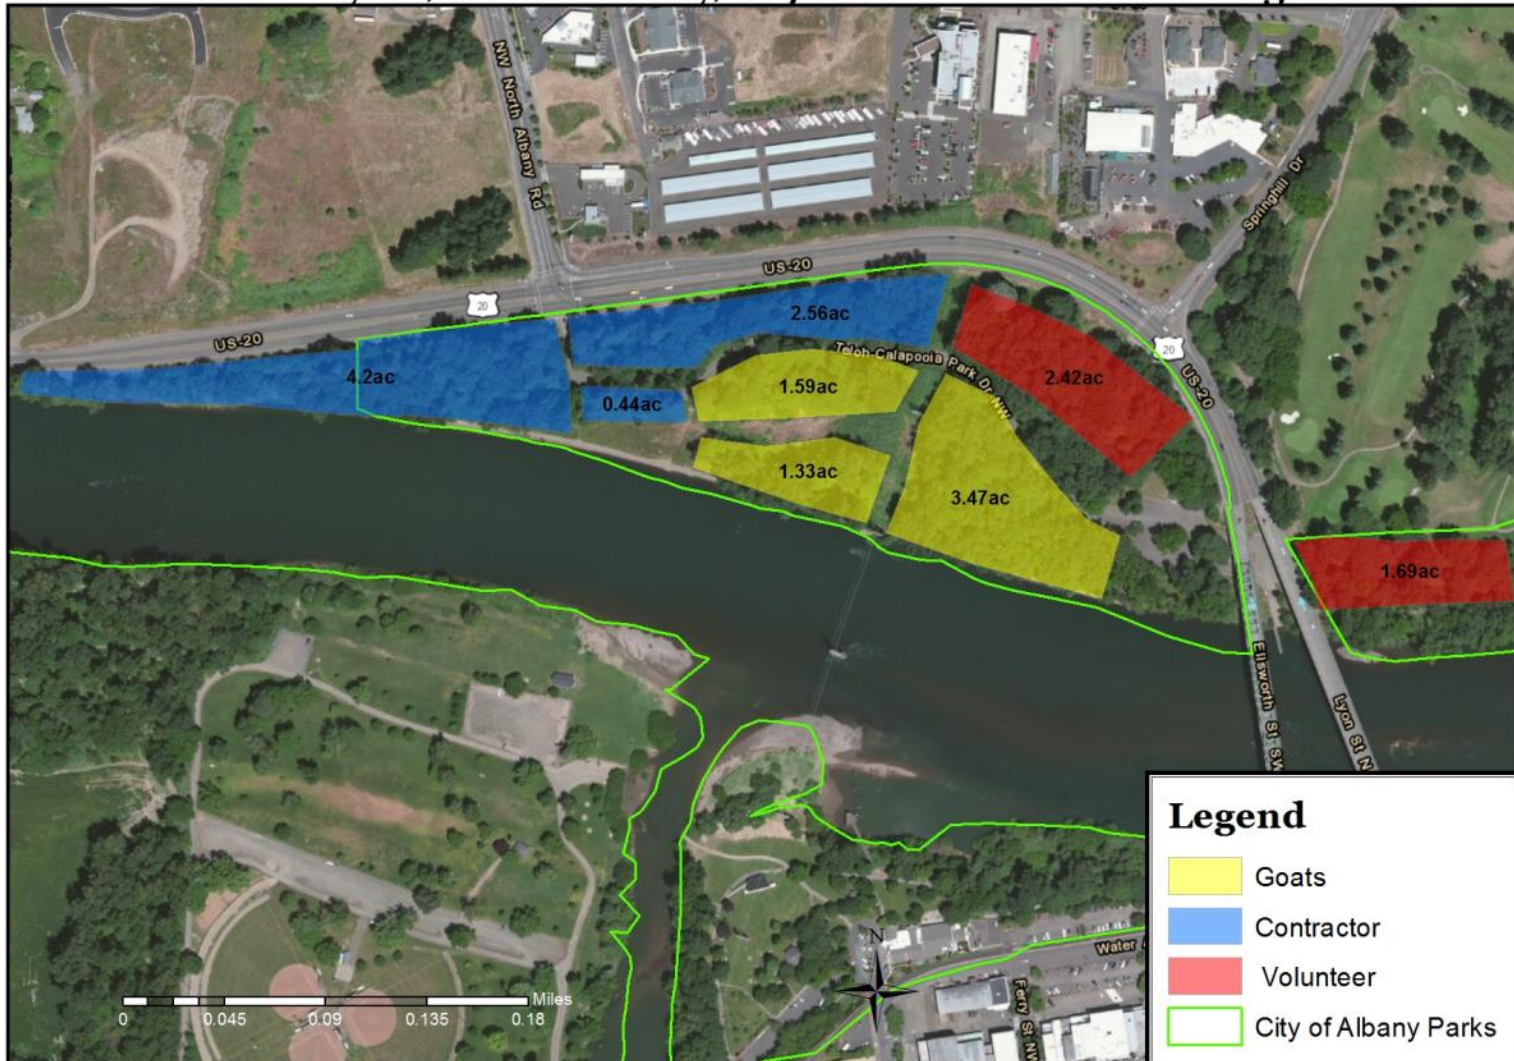 NW North Albany Rd
Springhill Dr
US-20
20
US-20
2.56ac
20
4.2ac
Teloh Calapooia Park Dr NW
2.42ac
US-20
1.59ac
0.44ac
1.33ac
3.47ac
1.69ac
Ellsworth St SW
Lyon St N
Legend
Goats
Contractor
Volunteer
City of Albany Parks
N
Water
Ferry St NW
Miles
0 0.045 0.09 0.135 0.18